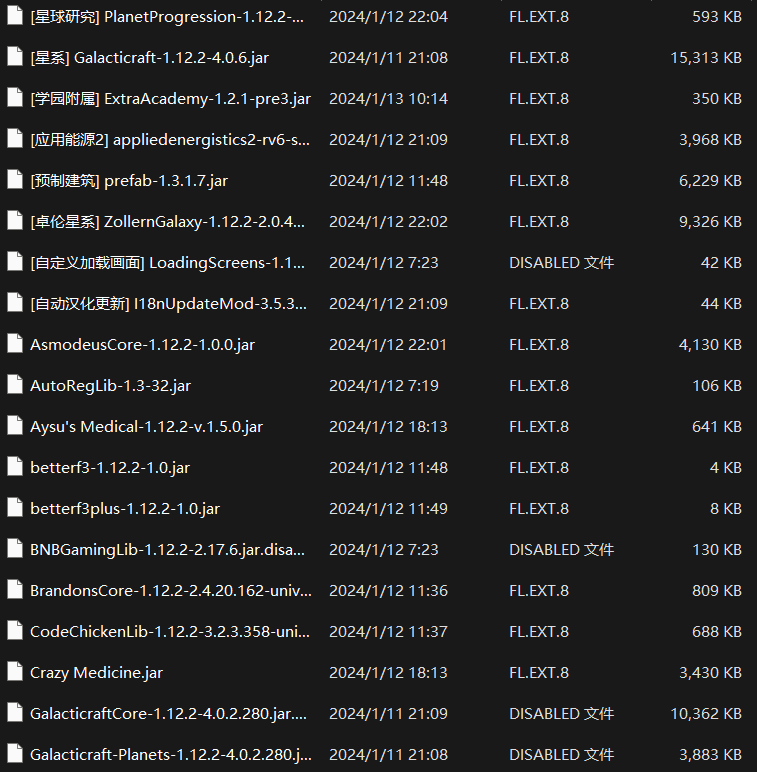 [星球研究] PlanetProgression-1.12.2-... 2024/1/12 22:04 FL.EXT.8 593 KB
[星系] Galacticraft-1.12.2-4.0.6.jar 2024/1/11 21:08 FL.EXT.8 15,313 KB
[学园附属] ExtraAcademy-1.2.1-pre3.jar 2024/1/13 10:14 FL.EXT.8 350 KB
[应用能源2] appliedenergistics2-rv6-s... 2024/1/12 21:09 FL.EXT.8 3,968 KB
[预制建筑] prefab-1.3.1.7.jar 2024/1/12 11:48 FL.EXT.8 6,229 KB
[卓伦星系] ZollernGalaxy-1.12.2-2.0.4... 2024/1/12 22:02 FL.EXT.8 9,326 KB
[自定义加载画面] LoadingScreens-1.1... 2024/1/12 7:23 DISABLED 文件 42 KB
[自动汉化更新] I18nUpdateMod-3.5.3... 2024/1/12 21:09 FL.EXT.8 44 KB
AsmodeusCore-1.12.2-1.0.0.jar 2024/1/12 22:01 FL.EXT.8 4,130 KB
AutoRegLib-1.3-32.jar 2024/1/12 7:19 FL.EXT.8 106 KB
Aysu's Medical-1.12.2-v.1.5.0.jar 2024/1/12 18:13 FL.EXT.8 641 KB
betterf3-1.12.2-1.0.jar 2024/1/12 11:48 FL.EXT.8 4 KB
betterf3plus-1.12.2-1.0.jar 2024/1/12 11:49 FL.EXT.8 8 KB
BNBGamingLib-1.12.2-2.17.6.jar.disa... 2024/1/12 7:23 DISABLED 文件 130 KB
BrandonsCore-1.12.2-2.4.20.162-univ... 2024/1/12 11:36 FL.EXT.8 809 KB
CodeChickenLib-1.12.2-3.2.3.358-uni... 2024/1/12 11:37 FL.EXT.8 688 KB
Crazy Medicine.jar 2024/1/12 18:13 FL.EXT.8 3,430 KB
GalacticraftCore-1.12.2-4.0.2.280.jar.... 2024/1/11 21:09 DISABLED 文件 10,362 KB
Galacticraft-Planets-1.12.2-4.0.2.280.j... 2024/1/11 21:08 DISABLED 文件 3,883 KB